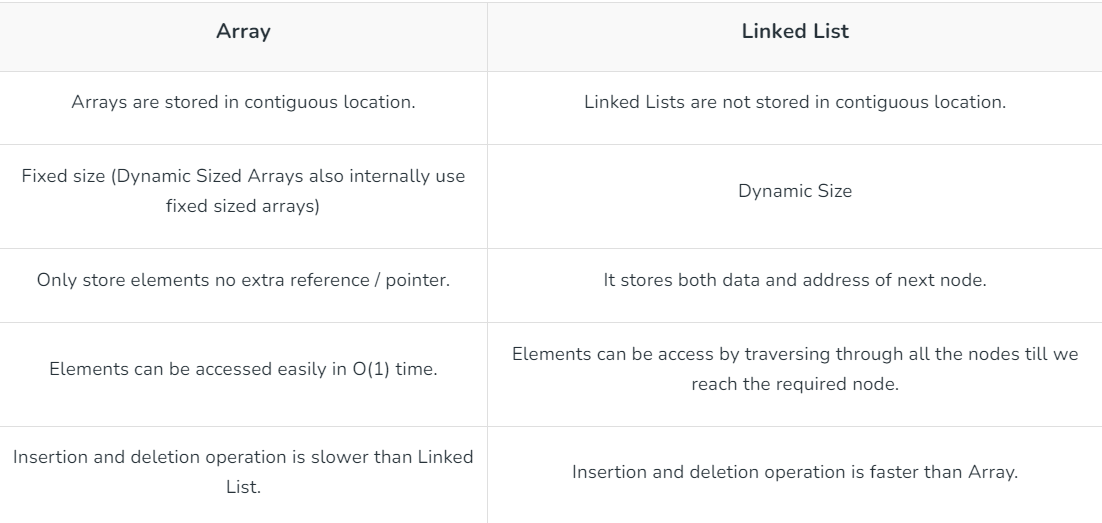 Array
Linked List
Arrays are stored in contiguous location.
Linked Lists are not stored in contiguous location.
Fixed size (Dynamic Sized Arrays also internally use
fixed sized arrays)
Dynamic Size
Only store elements no extra reference / pointer.
It stores both data and address of next node.
Elements can be accessed easily in O(1) time.
Elements can be access by traversing through all the nodes till we
reach the required node.
Insertion and deletion operation is slower than Linked
List.
Insertion and deletion operation is faster than Array.